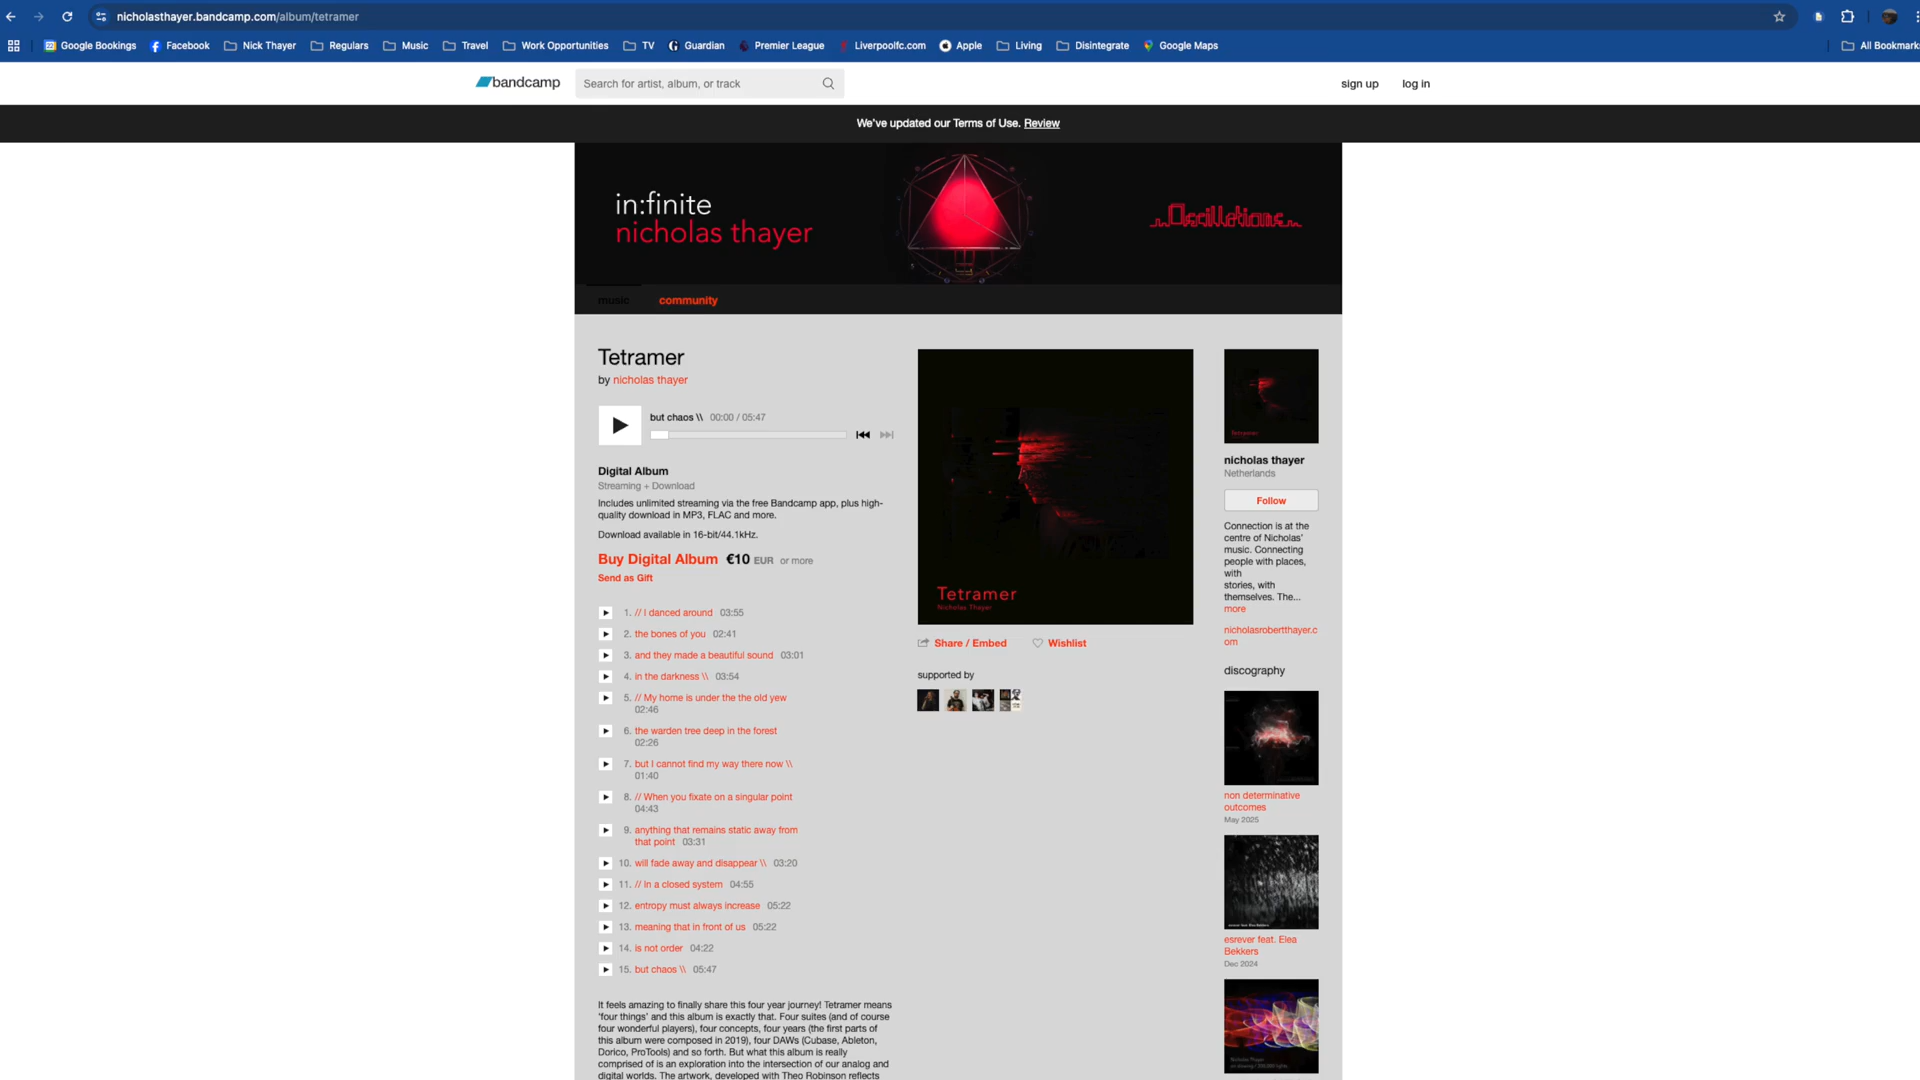 nicholasthayer.bandcamp.com/album/tetramer
Google Bookings Facebook Nick Thayer Regulars Music Travel Work Opportunities TV Guardian Premier League Liverpoolfc.com Apple Living Disintegrate Google Maps All Bookmark
bandcamp Search for artist, album, or track sign up log in
We've updated our Terms of Use. Review
in:finite
nicholas thayer
Oscillations
music community
Tetramer
by nicholas thayer
but chaos \\ 00:00 / 05:47
Digital Album
Streaming + Download
Includes unlimited streaming via the free Bandcamp app, plus high-
quality download in MP3, FLAC and more.
Download available in 16-bit/44.1kHz.
Buy Digital Album €10 EUR or more
Send as Gift
1. // I danced around 03:55
2. the bones of you 02:41
3. and they made a beautiful sound 03:01
4. in the darkness \\ 03:54
5. // My home is under the the old yew
02:46
6. the warden tree deep in the forest
02:26
7. but I cannot find my way there now \\
01:40
8. // When you fixate on a singular point
04:43
9. anything that remains static away from
that point 03:31
10. will fade away and disappear \\ 03:20
11. // In a closed system 04:55
12. entropy must always increase 05:22
13. meaning that in front of us 05:22
14. is not order 04:22
15. but chaos \\ 05:47
It feels amazing to finally share this four year journey! Tetramer means
'four things' and this album is exactly that. Four suites (and of course
four wonderful players), four concepts, four years (the first parts of
this album were composed in 2019), four DAWs (Cubase, Ableton,
Dorico, ProTools) and so forth. But what this album is really
comprised of is an exploration into the intersection of our analog and
digital worlds. The artwork, developed with Theo Robinson reflects
Tetramer
Nicholas Thayer
Share / Embed Wishlist
supported by
Tetramer
nicholas thayer
Netherlands
Follow
Connection is at the
centre of Nicholas'
music. Connecting
people with places,
with
stories, with
themselves. The...
more
nicholasrobertthayer.c
om
discography
non determinative
outcomes
May 2025
esrever feat. Elea
Bekkers
Dec 2024
Nicholas Thayer